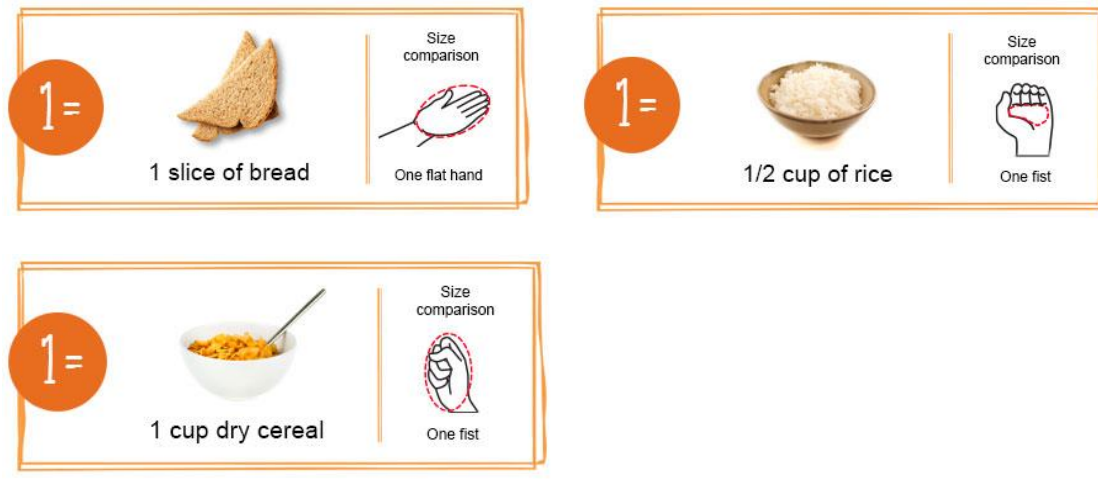 1=
1 slice of bread
Size
comparison
One flat hand
1=
1/2 cup of rice
Size
comparison
One fist
1=
1 cup dry cereal
Size
comparison
One fist